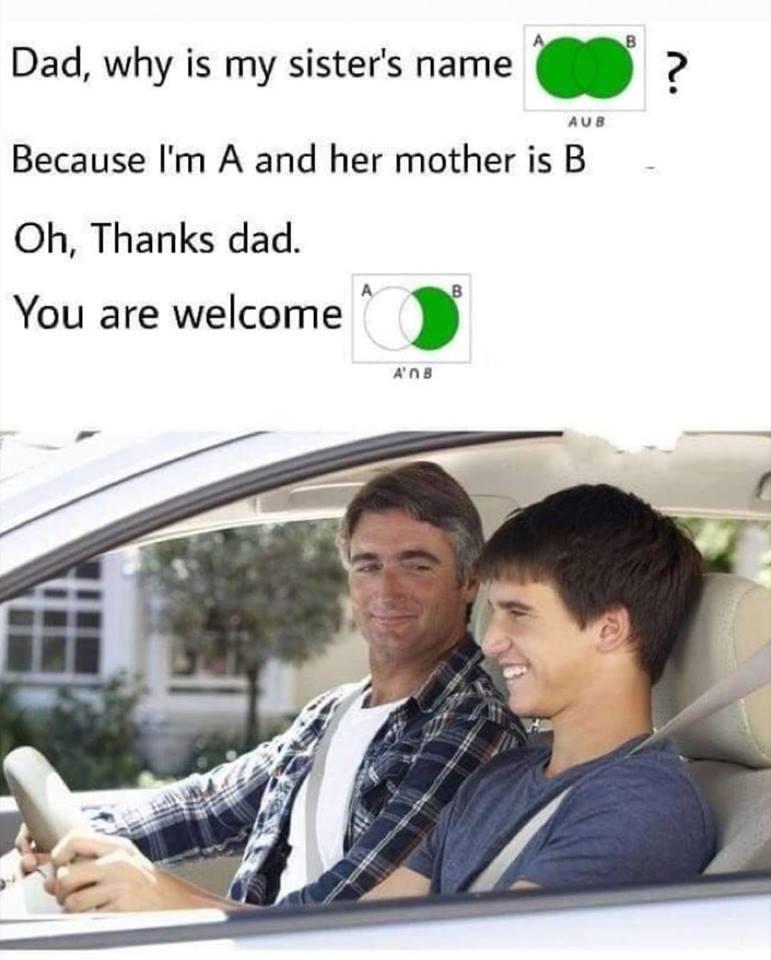 Dad, why is my sister's name A B ?
A U B
Because I'm A and her mother is B
Oh, Thanks dad.
You are welcome A B
A' ∩ B